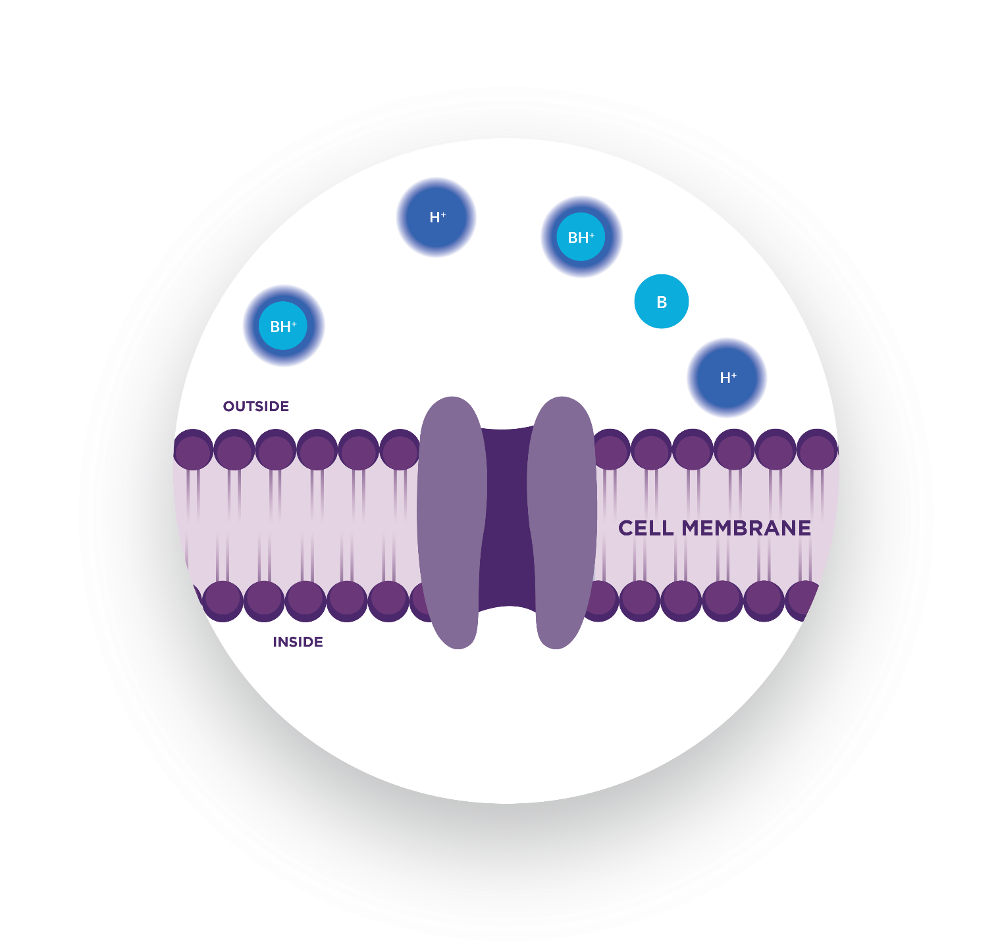 H⁺
BH⁺
B
BH⁺
H⁺
OUTSIDE
CELL MEMBRANE
INSIDE